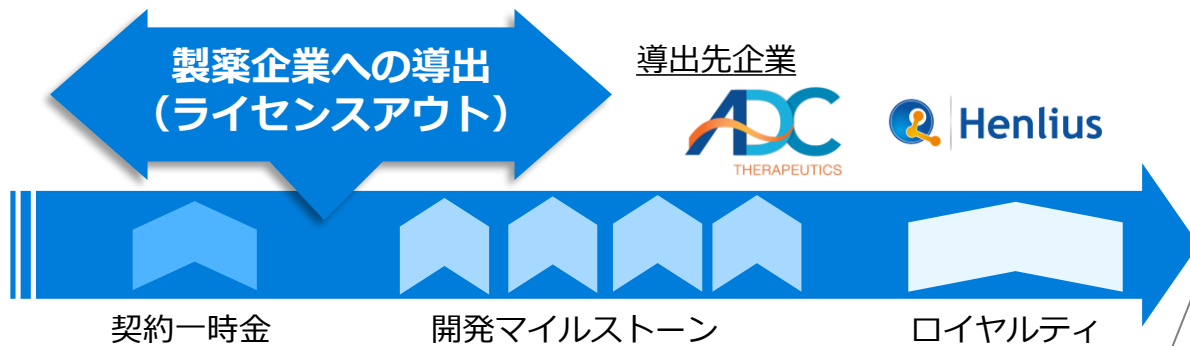 製薬企業への導出
（ライセンスアウト）
導出先企業
ADC
THERAPEUTICS
Henlius
契約一時金
開発マイルストーン
ロイヤルティ